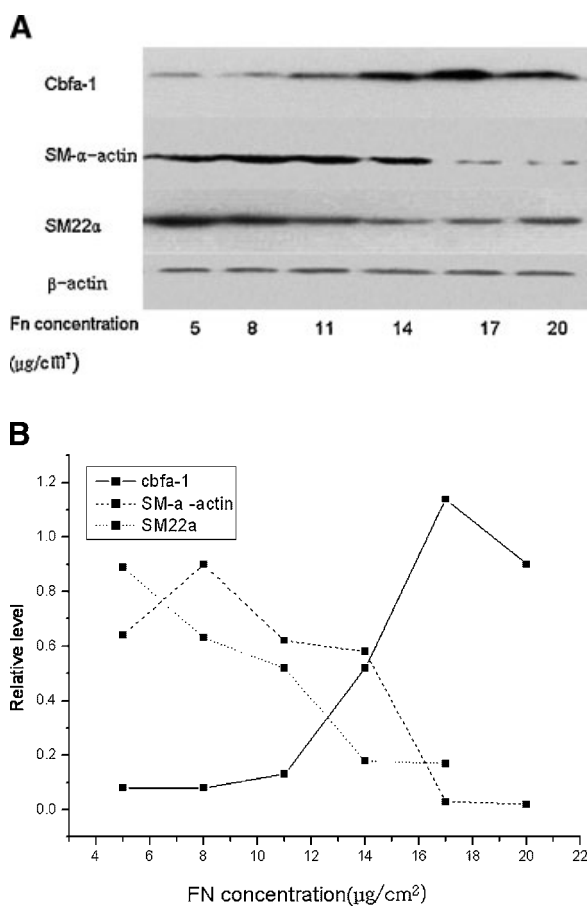 A
Cbfa-1
SM-α-actin
SM22α
β-actin
Fn concentration 5 8 11 14 17 20
(μg/cm²)
B
cbfa-1
SM-a -actin
SM22a
1.2
1.0
0.8
0.6
0.4
0.2
0.0
Relative level
4 6 8 10 12 14 16 18 20 22
FN concentration(μg/cm²)